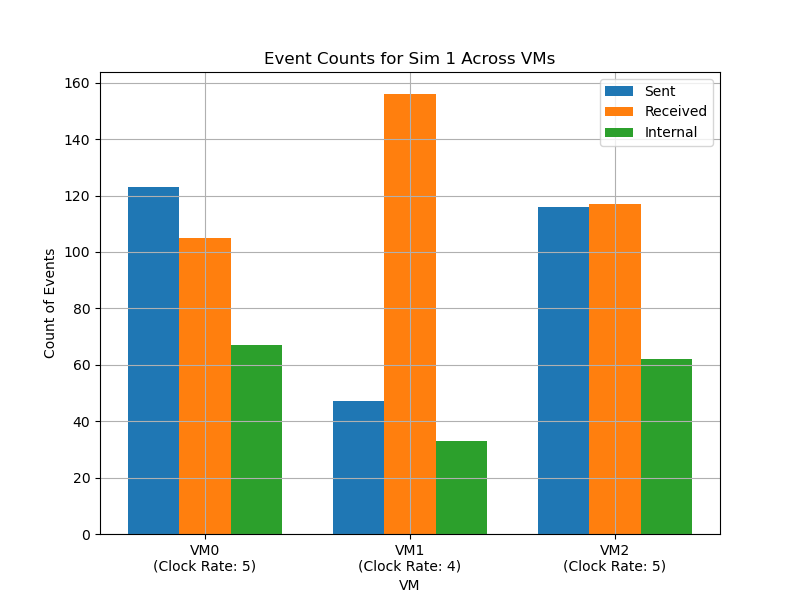 Event Counts for Sim 1 Across VMs
Sent
Received
Internal
Count of Events
160
140
120
100
80
60
40
20
0
VM0
(Clock Rate: 5)
VM1
(Clock Rate: 4)
VM2
(Clock Rate: 5)
VM